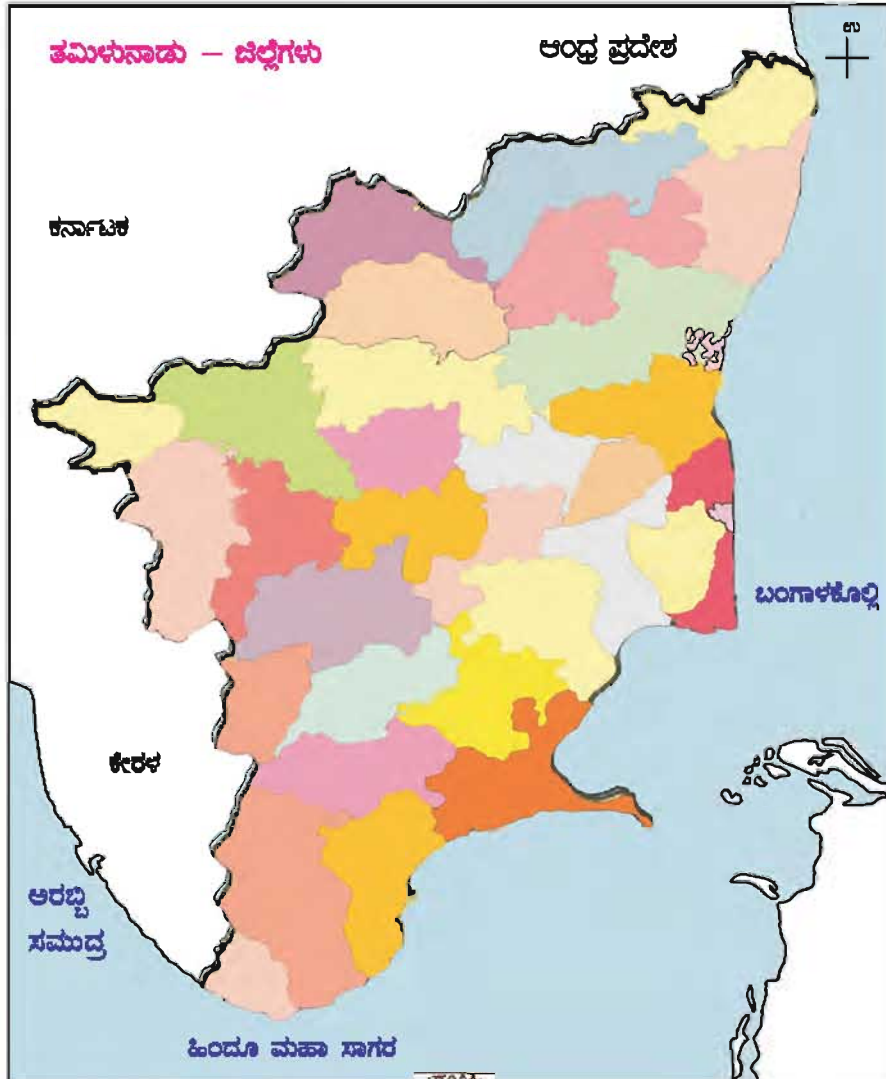 ತಮಿಳುನಾಡು – ಜಿಲ್ಲೆಗಳು
ಆಂಧ್ರ ಪ್ರದೇಶ
ಉ
ಕರ್ನಾಟಕ
ಬಂಗಾಳಕೊಲ್ಲಿ
ಕೇರಳ
ಅರಬ್ಬಿ
ಸಮುದ್ರ
ಹಿಂದೂ ಮಹಾ ಸಾಗರ